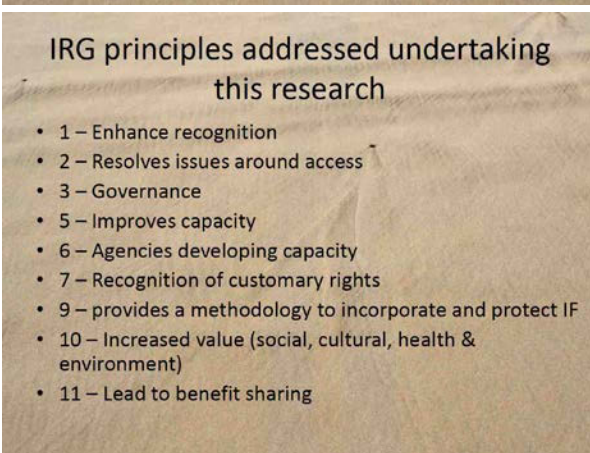 IRG principles addressed undertaking
this research
• 1 – Enhance recognition
• 2 – Resolves issues around access
• 3 – Governance
• 5 – Improves capacity
• 6 – Agencies developing capacity
• 7 – Recognition of customary rights
• 9 – provides a methodology to incorporate and protect IF
• 10 – Increased value (social, cultural, health &
environment)
• 11 – Lead to benefit sharing